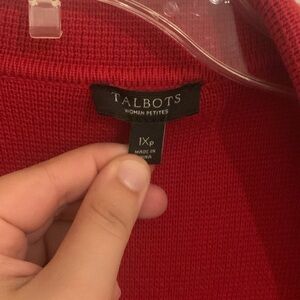 TALBOTS
WOMAN PETITES
1Xp
MADE IN
CHINA